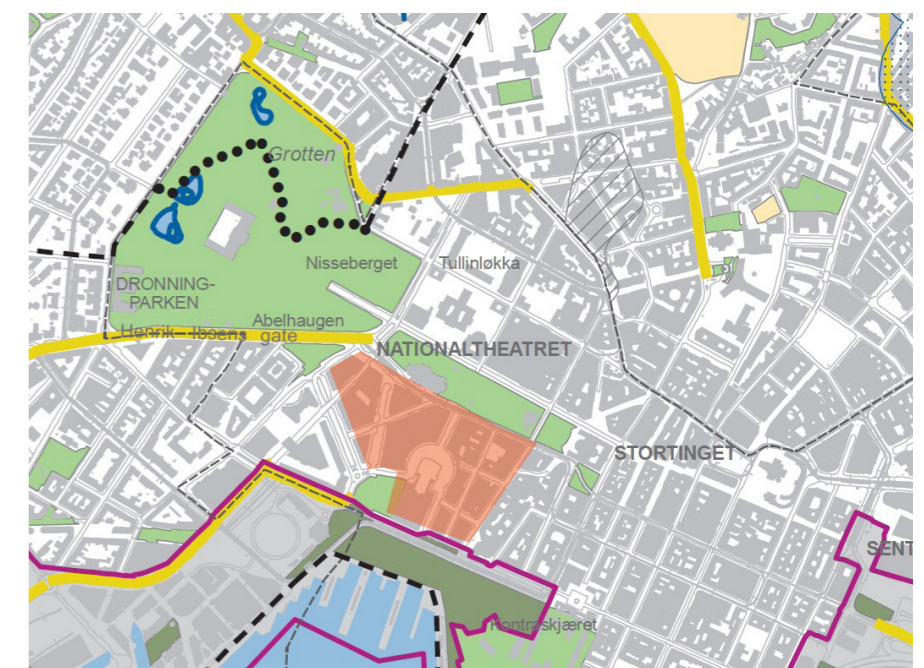 Grotten
Nisseberget
Tullinløkka
DRONNING-
PARKEN
Abelhaugen
Henrik Ibsens gate
NATIONALTHEATRET
STORTINGET
SENT
Kontraskjæret